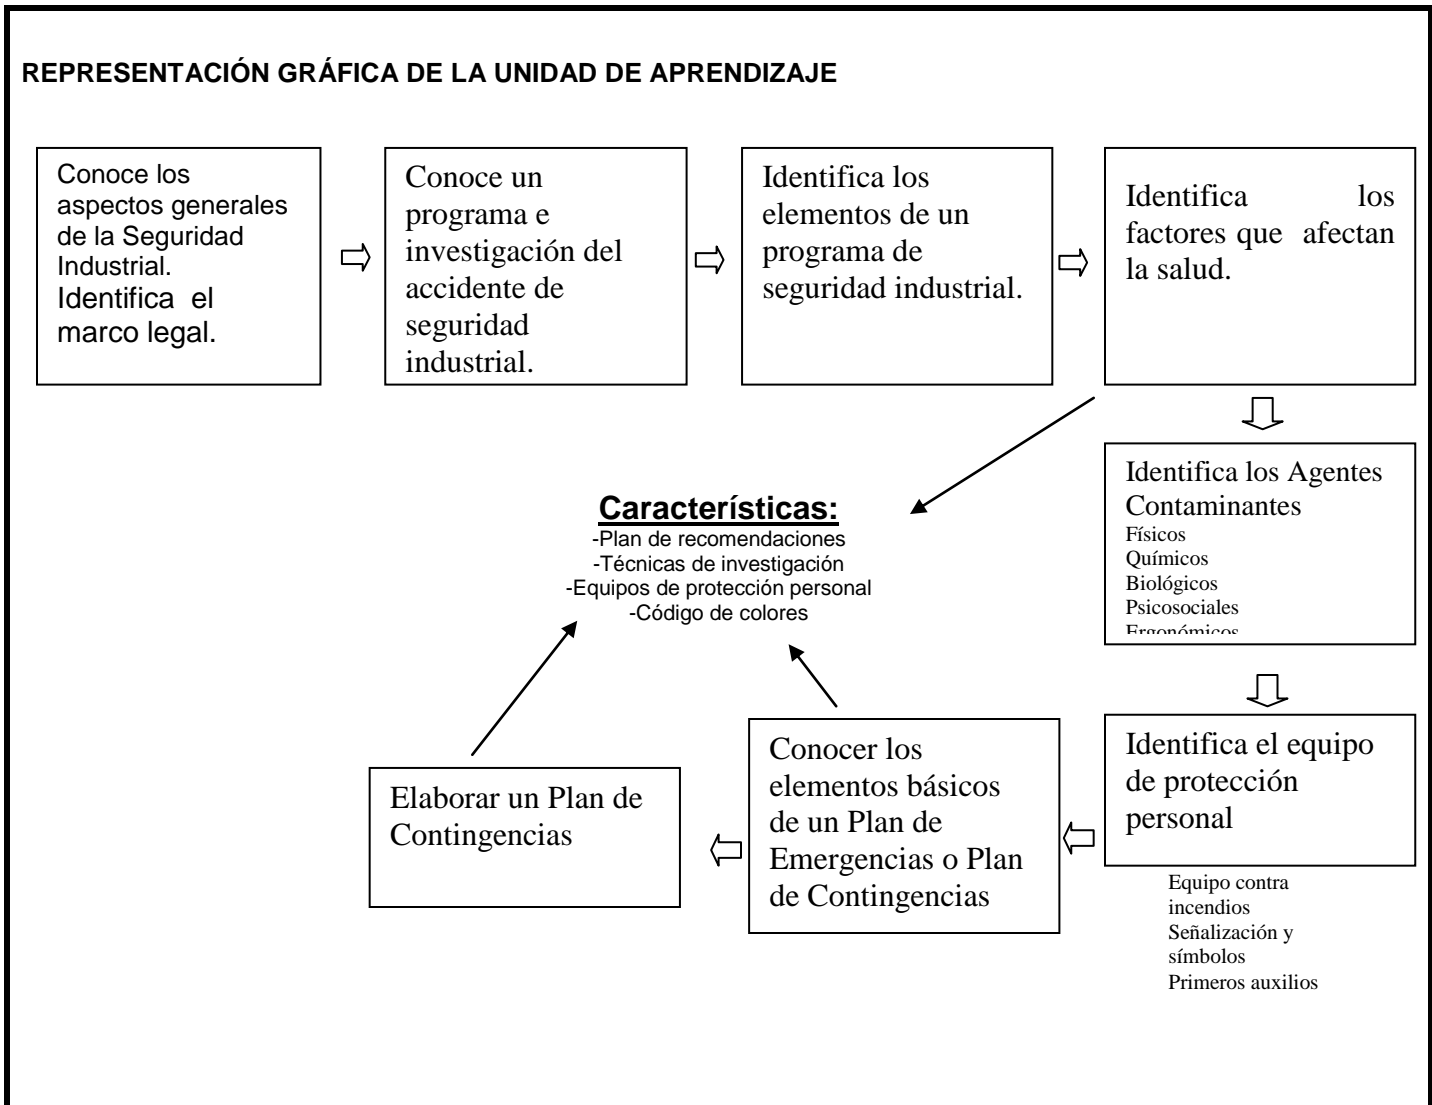 REPRESENTACIÓN GRÁFICA DE LA UNIDAD DE APRENDIZAJE
Conoce los
aspectos generales
de la Seguridad
Industrial.
Identifica el
marco legal.
Conoce un
programa e
investigación del
accidente de
seguridad
industrial.
Identifica los
elementos de un
programa de
seguridad industrial.
Identifica los
factores que afectan
la salud.
Identifica los Agentes
Contaminantes
Físicos
Químicos
Biológicos
Psicosociales
Ergonómicos
Características:
-Plan de recomendaciones
-Técnicas de investigación
-Equipos de protección personal
-Código de colores
Identifica el equipo
de protección
personal
Equipo contra
incendios
Señalización y
símbolos
Primeros auxilios
Conocer los
elementos básicos
de un Plan de
Emergencias o Plan
de Contingencias
Elaborar un Plan de
Contingencias